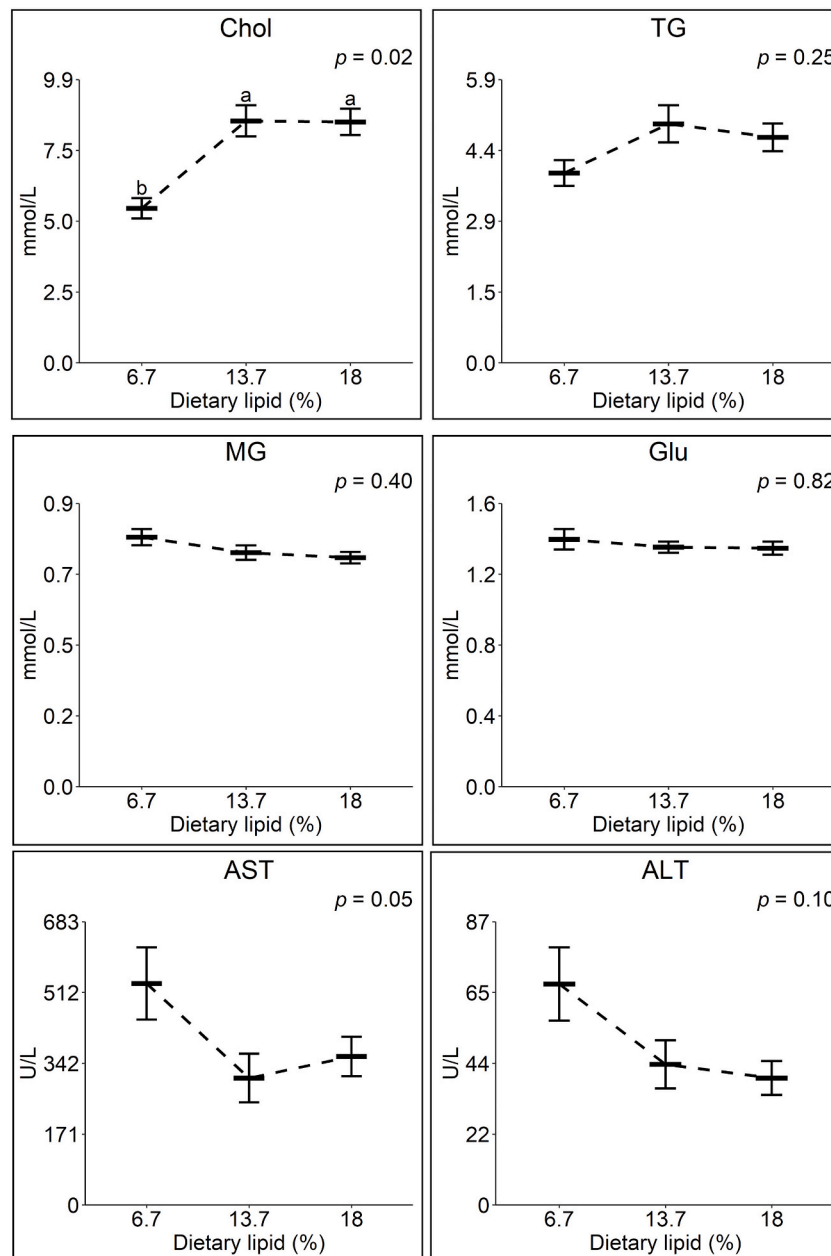 Chol
p = 0.02
9.9
7.5
5.0
2.5
0.0
mmol/L
b
a
a
6.7 13.7 18
Dietary lipid (%)
TG
p = 0.25
5.9
4.4
2.9
1.5
0.0
mmol/L
6.7 13.7 18
Dietary lipid (%)
MG
p = 0.40
0.9
0.7
0.5
0.2
0.0
mmol/L
6.7 13.7 18
Dietary lipid (%)
Glu
p = 0.82
1.6
1.2
0.8
0.4
0.0
mmol/L
6.7 13.7 18
Dietary lipid (%)
AST
p = 0.05
683
512
342
171
0
U/L
6.7 13.7 18
Dietary lipid (%)
ALT
p = 0.10
87
65
44
22
0
U/L
6.7 13.7 18
Dietary lipid (%)